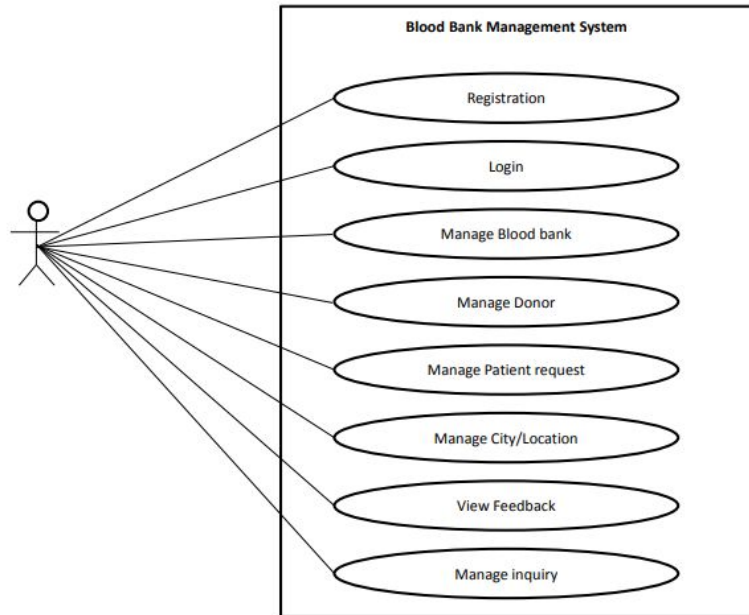 Blood Bank Management System
Registration
Login
Manage Blood bank
Manage Donor
Manage Patient request
Manage City/Location
View Feedback
Manage inquiry